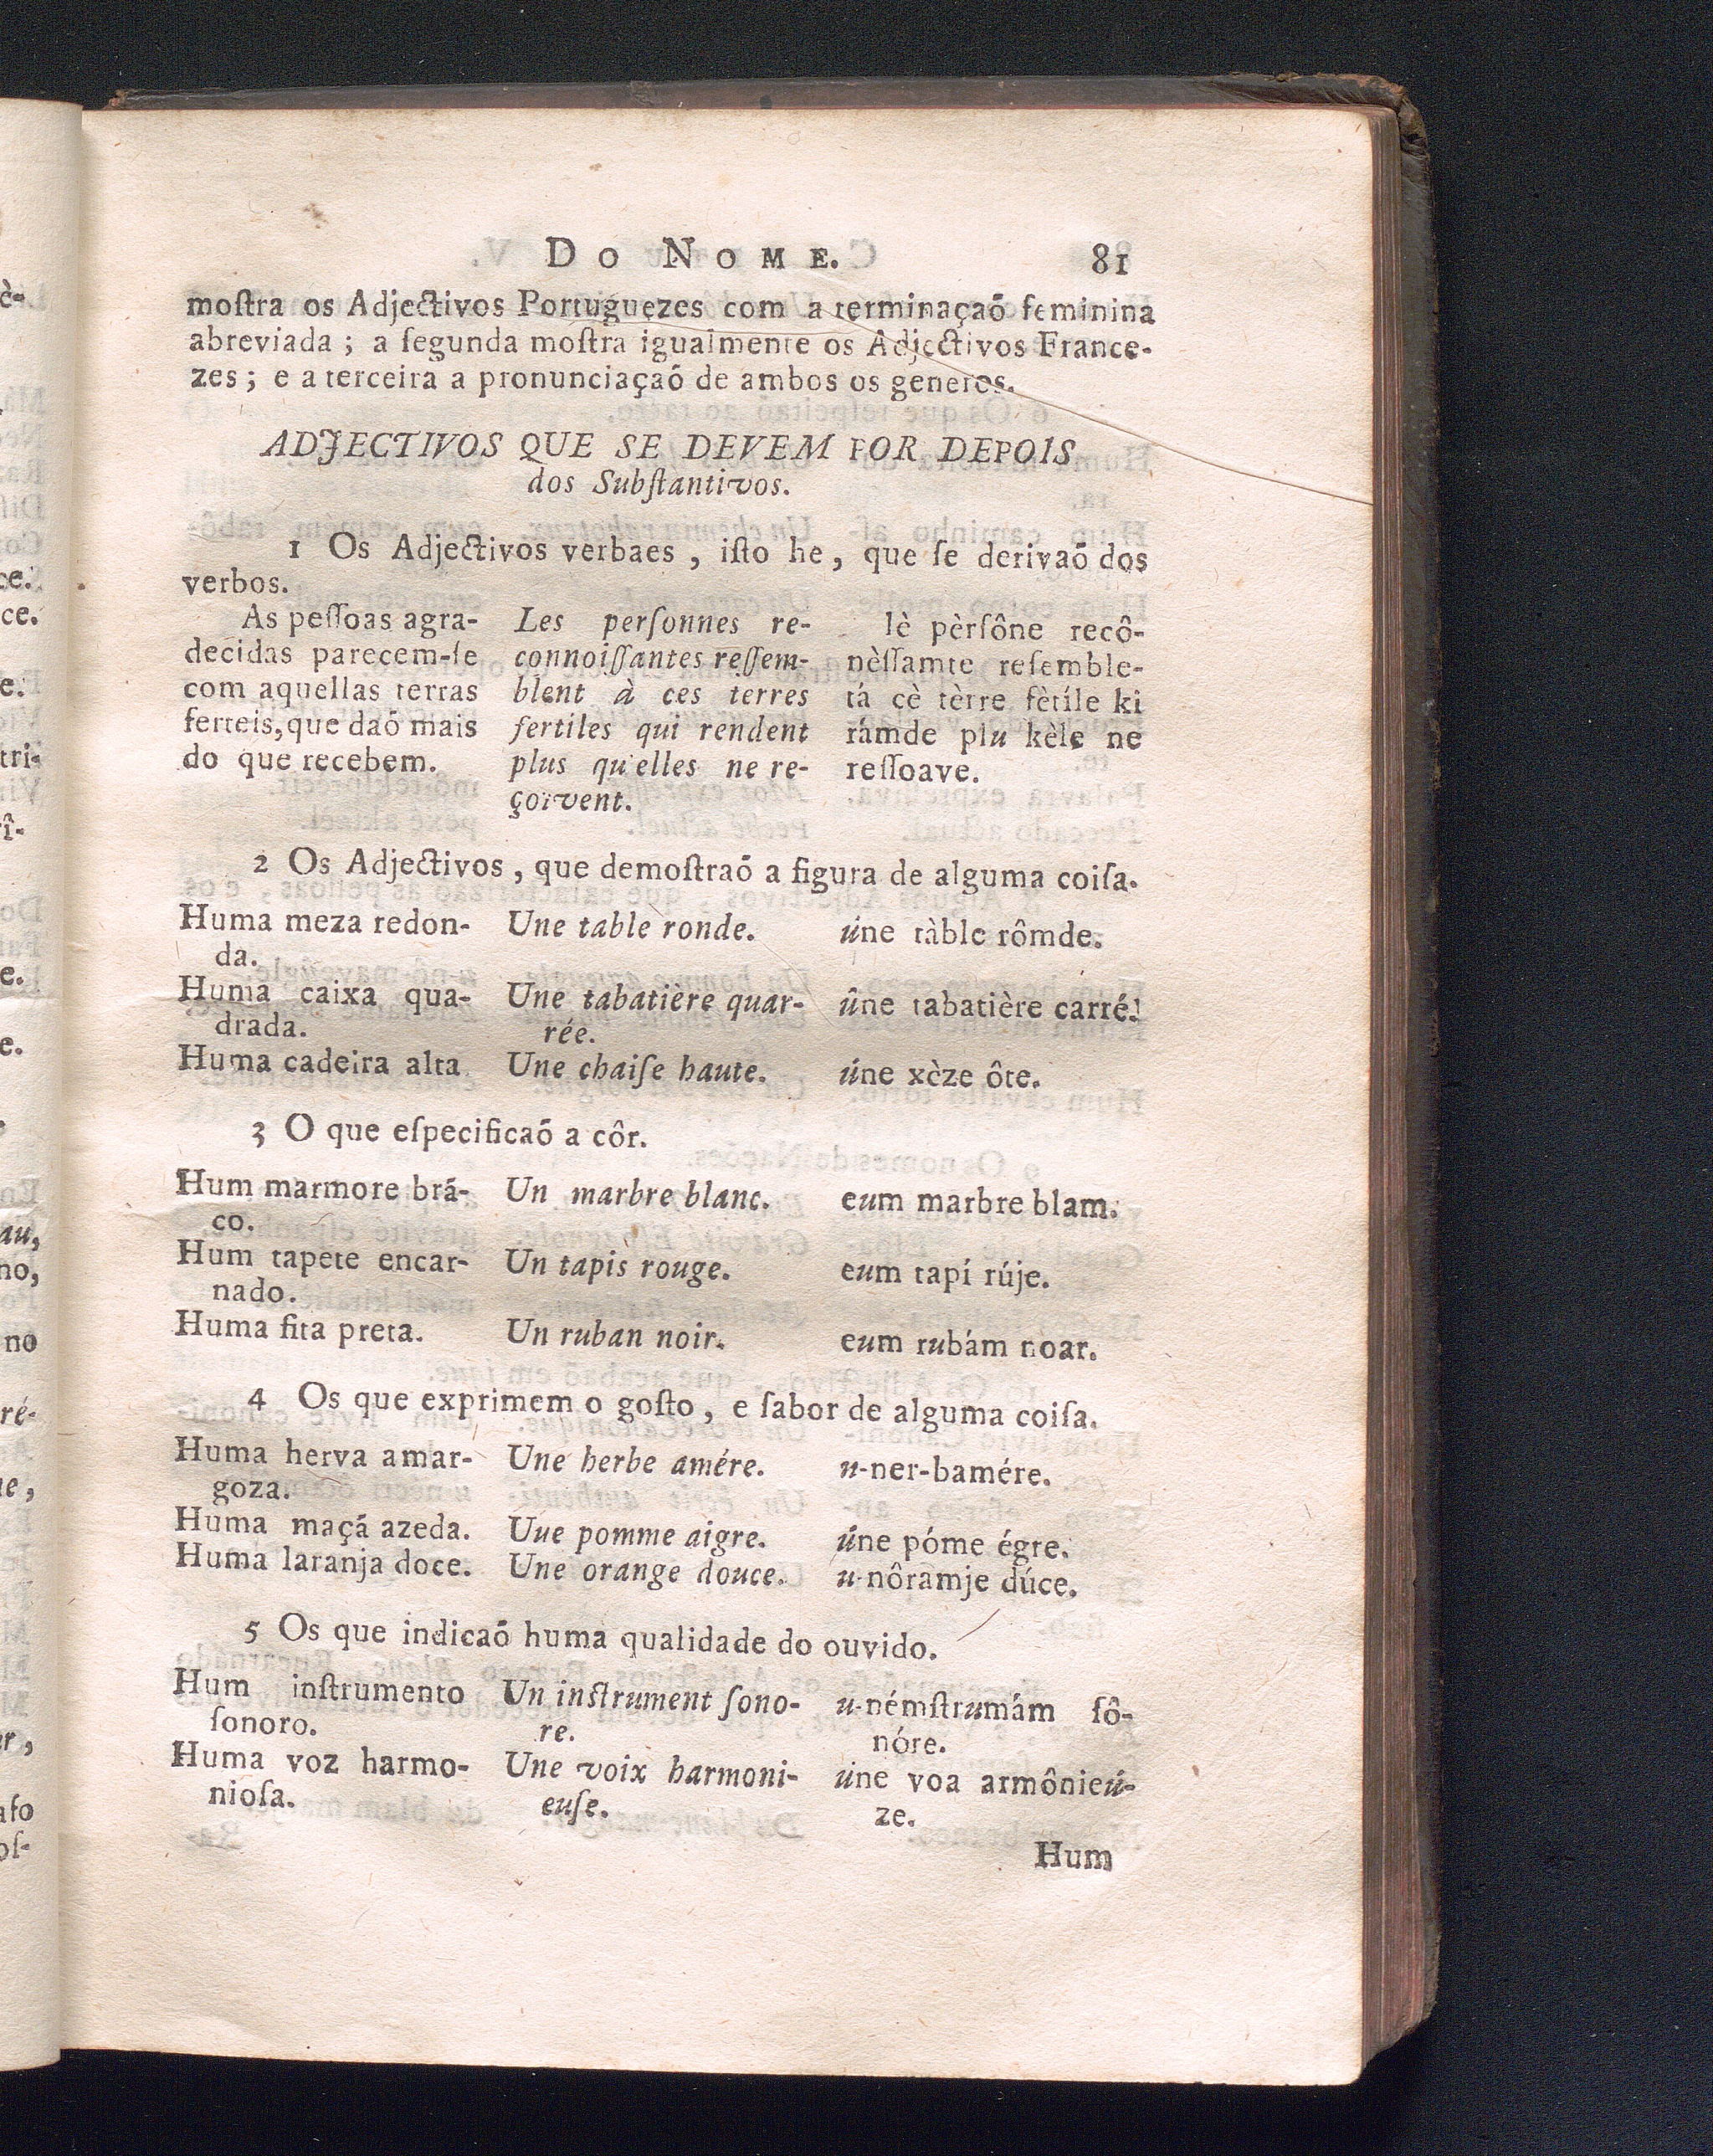 DO NOME. 81
moſtra os Adjectivos Portuguezes com a terminaçaõ feminina
abreviada ; a ſegunda moſtra igualmente os Adjectivos France-
zes ; e a terceira a pronunciaçaõ de ambos os generos.
ADJECTIVOS QUE SE DEVEM POR DEPOIS
dos Subſtantivos.
1 Os Adjectivos verbaes , iſto he , que ſe derivaõ dos
verbos.
As peſſoas agra- Les perſonnes re- lè pèrſône recô-
decidas parecem-ſe connoiſſantes reſſem- nèſſamte reſemble-
com aquellas terras blent à ces terres tá cè tèrre fètíle ki
ferteis, que daõ mais fertiles qui rendent rámde plu kèle ne
do que recebem. plus qu'elles ne re- reſſoave.
çoivent.
2 Os Adjectivos , que demoſtraõ a figura de alguma coiſa.
Huma meza redon- Une table ronde. úne tàble rômde.
da.
Huma caixa qua- Une tabatière quar- ûne tabatière carré.
drada. rée.
Huma cadeira alta Une chaiſe haute. úne xèze ôte.
3 O que eſpecificaõ a côr.
Hum marmore brã- Un marbre blanc. eum marbre blam.
co.
Hum tapete encar- Un tapis rouge. eum tapí rúje.
nado.
Huma fita preta. Un ruban noir. eum rubám noar.
4 Os que exprimem o goſto , e ſabor de alguma coiſa.
Huma herva amar- Une herbe amére. u-ner-bamére.
goza.
Huma maçã azeda. Uue pomme aigre. úne póme égre.
Huma laranja doce. Une orange douce. u-nôramje dúce.
5 Os que indicaõ huma qualidade do ouvido.
Hum inſtrumento Un inſtrument ſono- u-némſtrumám ſô-
ſonoro. re. nóre.
Huma voz harmo- Une voix harmoni- úne voa armônieú-
nioſa. euſe. ze.
Hum